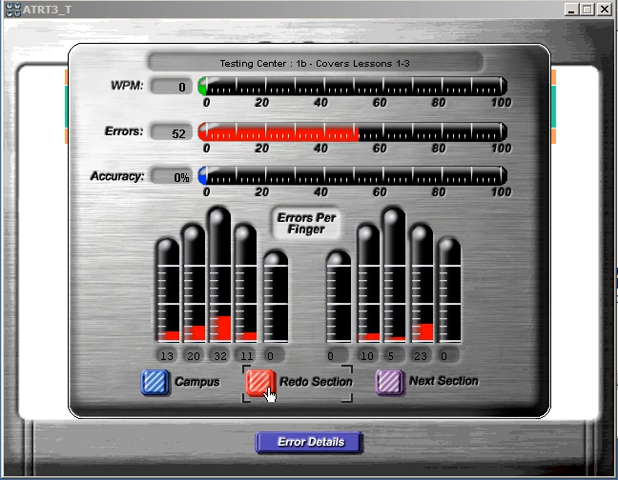 ATRT3_T
Testing Center : 1b - Covers Lessons 1-3
WPM: 0
0 20 40 60 80 100
Errors: 52
0 20 40 60 80 100
Accuracy: 0%
0 20 40 60 80 100
Errors Per
Finger
13 20 32 11 0 0 10 5 23 0
Campus Redo Section Next Section
Error Details